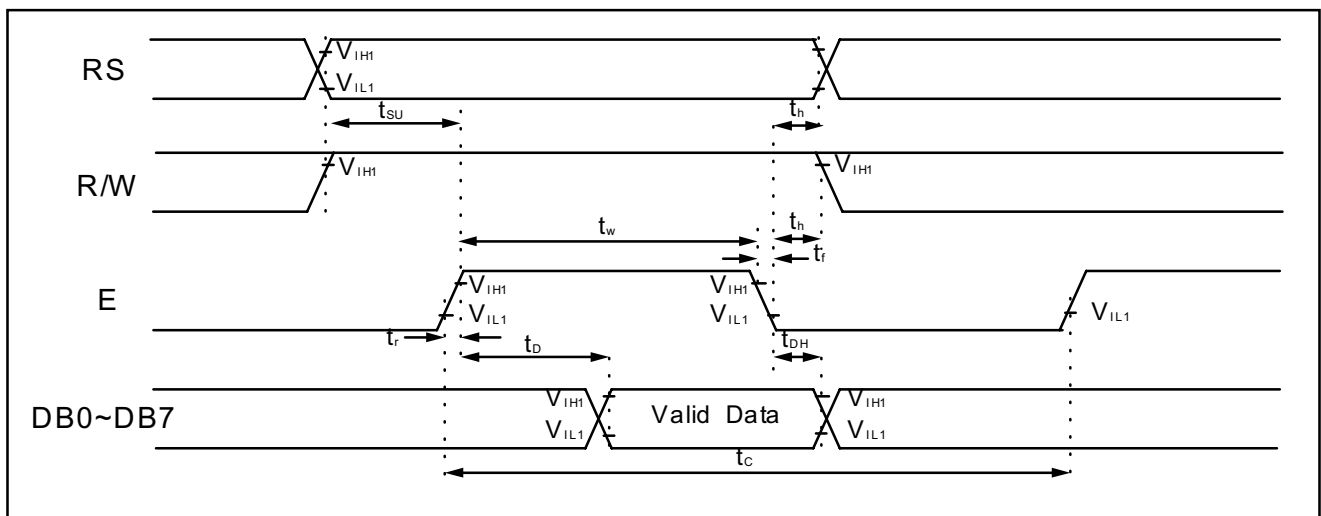 RS
VIH1
VIL1
tSU
th
R/W
VIH1
VIH1
tw
th
tf
E
VIH1
VIL1
VIH1
VIL1
VIL1
tr
tD
tDH
DB0~DB7
VIH1
VIL1
Valid Data
VIH1
VIL1
tC